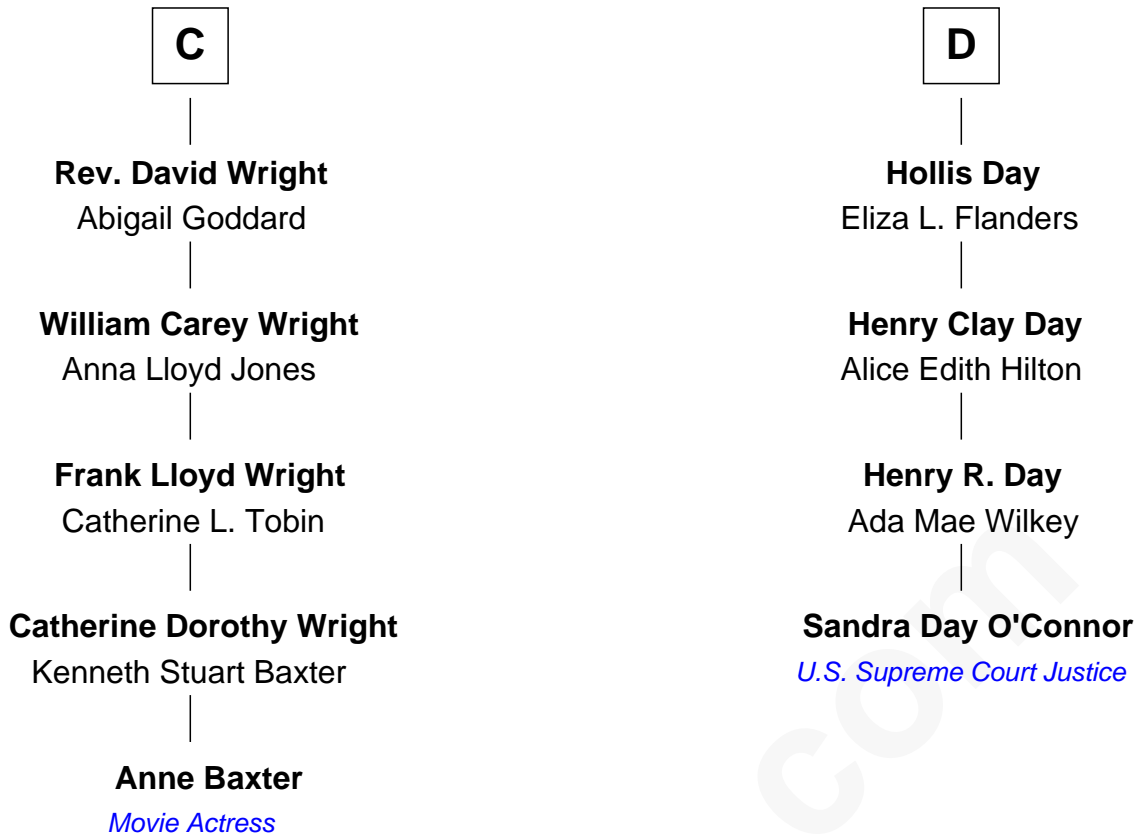 C
Rev. David Wright
Abigail Goddard
William Carey Wright
Anna Lloyd Jones
Frank Lloyd Wright
Catherine L. Tobin
Catherine Dorothy Wright
Kenneth Stuart Baxter
Anne Baxter
Movie Actress
D
Hollis Day
Eliza L. Flanders
Henry Clay Day
Alice Edith Hilton
Henry R. Day
Ada Mae Wilkey
Sandra Day O'Connor
U.S. Supreme Court Justice
com